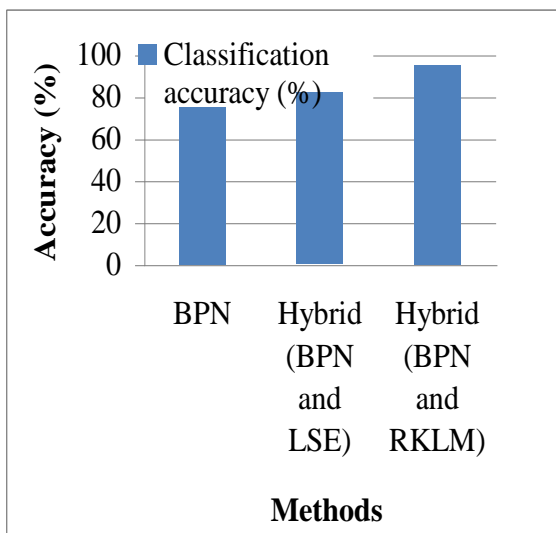 Classification
accuracy (%)
Accuracy (%)
100
80
60
40
20
0
BPN
Hybrid
(BPN
and
LSE)
Hybrid
(BPN
and
RKLM)
Methods